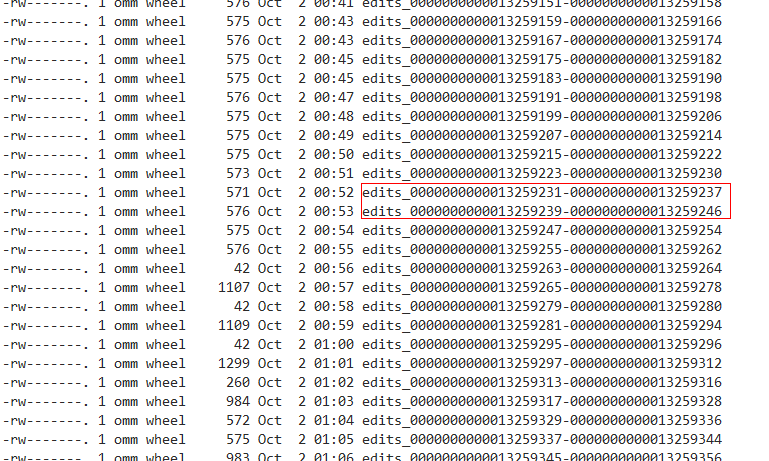 -rw-------. 1 omm wheel    576 Oct  2 00:41 edits_0000000000013259151-0000000000013259158
-rw-------. 1 omm wheel    575 Oct  2 00:43 edits_0000000000013259159-0000000000013259166
-rw-------. 1 omm wheel    576 Oct  2 00:43 edits_0000000000013259167-0000000000013259174
-rw-------. 1 omm wheel    575 Oct  2 00:45 edits_0000000000013259175-0000000000013259182
-rw-------. 1 omm wheel    575 Oct  2 00:45 edits_0000000000013259183-0000000000013259190
-rw-------. 1 omm wheel    576 Oct  2 00:47 edits_0000000000013259191-0000000000013259198
-rw-------. 1 omm wheel    575 Oct  2 00:48 edits_0000000000013259199-0000000000013259206
-rw-------. 1 omm wheel    575 Oct  2 00:49 edits_0000000000013259207-0000000000013259214
-rw-------. 1 omm wheel    575 Oct  2 00:50 edits_0000000000013259215-0000000000013259222
-rw-------. 1 omm wheel    573 Oct  2 00:51 edits_0000000000013259223-0000000000013259230
-rw-------. 1 omm wheel    571 Oct  2 00:52 edits_0000000000013259231-0000000000013259237
-rw-------. 1 omm wheel    576 Oct  2 00:53 edits_0000000000013259239-0000000000013259246
-rw-------. 1 omm wheel    575 Oct  2 00:54 edits_0000000000013259247-0000000000013259254
-rw-------. 1 omm wheel    576 Oct  2 00:55 edits_0000000000013259255-0000000000013259262
-rw-------. 1 omm wheel     42 Oct  2 00:56 edits_0000000000013259263-0000000000013259264
-rw-------. 1 omm wheel   1107 Oct  2 00:57 edits_0000000000013259265-0000000000013259278
-rw-------. 1 omm wheel     42 Oct  2 00:58 edits_0000000000013259279-0000000000013259280
-rw-------. 1 omm wheel   1109 Oct  2 00:59 edits_0000000000013259281-0000000000013259294
-rw-------. 1 omm wheel     42 Oct  2 01:00 edits_0000000000013259295-0000000000013259296
-rw-------. 1 omm wheel   1299 Oct  2 01:01 edits_0000000000013259297-0000000000013259312
-rw-------. 1 omm wheel    260 Oct  2 01:02 edits_0000000000013259313-0000000000013259316
-rw-------. 1 omm wheel    984 Oct  2 01:03 edits_0000000000013259317-0000000000013259328
-rw-------. 1 omm wheel    572 Oct  2 01:04 edits_0000000000013259329-0000000000013259336
-rw-------. 1 omm wheel    575 Oct  2 01:05 edits_0000000000013259337-0000000000013259344
-rw-------. 1 omm wheel    983 Oct  2 01:06 edits_0000000000013259345-0000000000013259356